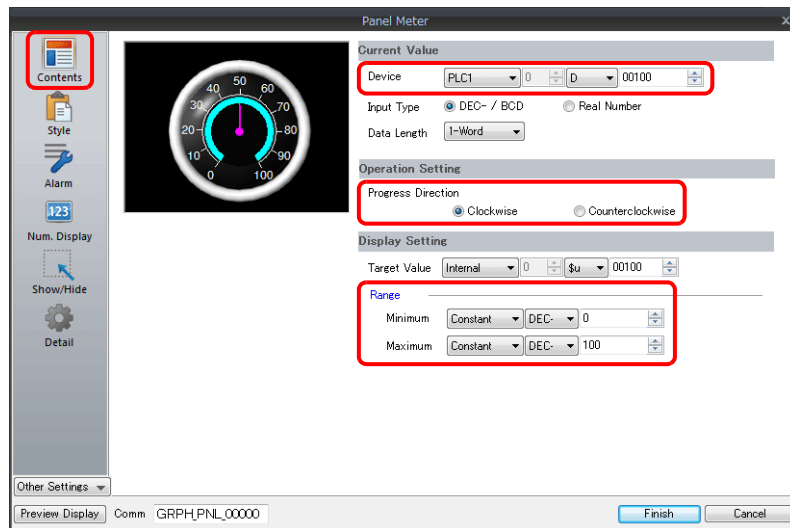 Panel Meter
x
Contents
Style
Alarm
123
Num. Display
Show/Hide
Detail
Other Settings
40 50 60
30 70
20 80
10 90
0 100
Current Value
Device PLC1 0 D 00100
Input Type DEC- / BCD Real Number
Data Length 1-Word
Operation Setting
Progress Direction
Clockwise Counterclockwise
Display Setting
Target Value Internal 0 $u 00100
Range
Minimum Constant DEC- 0
Maximum Constant DEC- 100
Preview Display Comm GRPH_PNL_00000 Finish Cancel